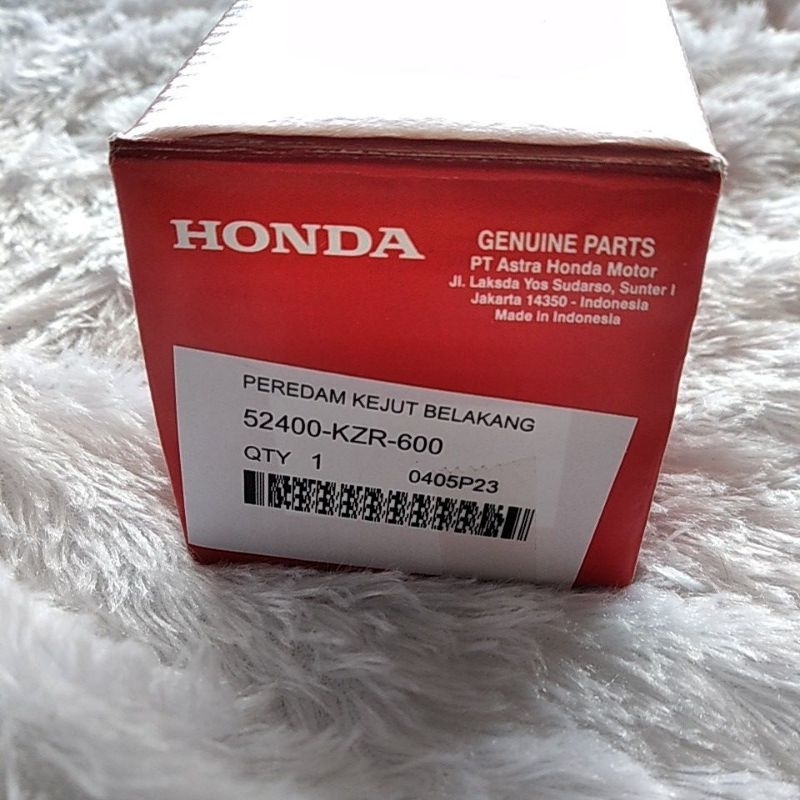 HONDA
GENUINE PARTS
PT Astra Honda Motor
Jl. Laksda Yos Sudarso, Sunter I
Jakarta 14350 - Indonesia
Made in Indonesia
PEREDAM KEJUT BELAKANG
52400-KZR-600
QTY 1 0405P23